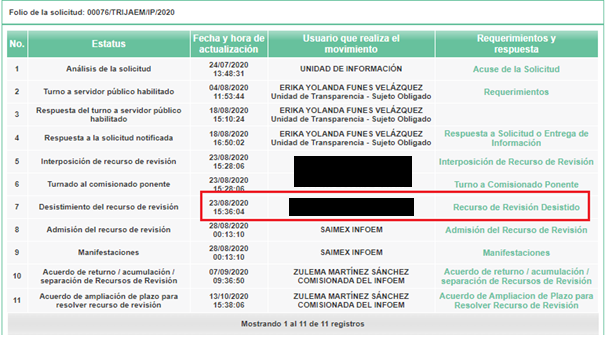 Folio de la solicitud: 00076/TRIJAEM/IP/2020
No. Estatus Fecha y hora de actualización Usuario que realiza el movimiento Requerimientos y respuesta
1 Análisis de la solicitud 24/07/2020 13:48:31 UNIDAD DE INFORMACIÓN Acuse de la Solicitud
2 Turno a servidor público habilitado 04/08/2020 11:53:44 ERIKA YOLANDA FUNES VELÁZQUEZ Unidad de Transparencia - Sujeto Obligado Requerimientos
3 Respuesta del turno a servidor público habilitado 18/08/2020 15:10:24 ERIKA YOLANDA FUNES VELÁZQUEZ Unidad de Transparencia - Sujeto Obligado
4 Respuesta a la solicitud notificada 18/08/2020 16:50:02 ERIKA YOLANDA FUNES VELÁZQUEZ Unidad de Transparencia - Sujeto Obligado Respuesta a Solicitud o Entrega de Información
5 Interposición de recurso de revisión 23/08/2020 15:28:06 Interposición de Recurso de Revisión
6 Turnado al comisionado ponente 23/08/2020 15:28:06 Turno a Comisionado Ponente
7 Desistimiento del recurso de revisión 23/08/2020 15:36:04 Recurso de Revisión Desistido
8 Admisión del recurso de revisión 28/08/2020 00:13:10 SAIMEX INFOEM Admisión del Recurso de Revisión
9 Manifestaciones 28/08/2020 00:13:10 SAIMEX INFOEM Manifestaciones
10 Acuerdo de returno / acumulación / separación de Recursos de Revisión 07/09/2020 09:36:50 ZULEMA MARTÍNEZ SÁNCHEZ COMISIONADA DEL INFOEM Acuerdo de returno / acumulación / separación de Recursos de Revisión
11 Acuerdo de ampliación de plazo para resolver recurso de revisión 13/10/2020 15:38:06 ZULEMA MARTÍNEZ SÁNCHEZ COMISIONADA DEL INFOEM Acuerdo de Ampliacion de Plazo para Resolver Recurso de Revisión
Mostrando 1 al 11 de 11 registros